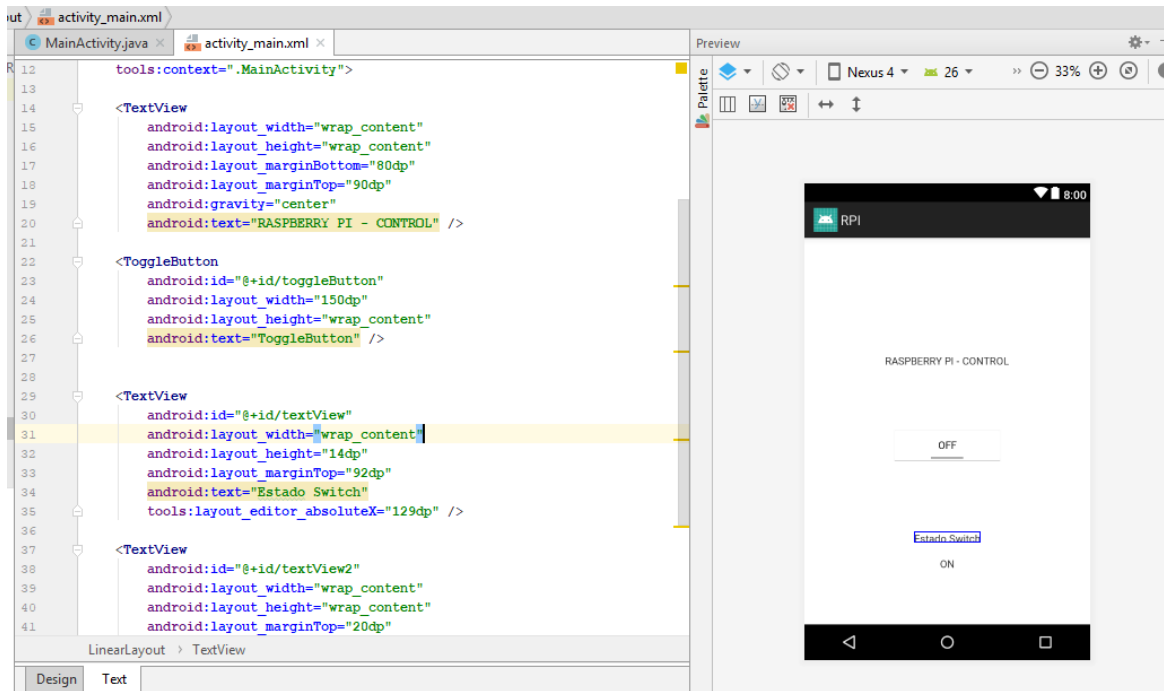 out activity_main.xml
MainActivity.java × activity_main.xml ×
Preview
R 12 tools:context=".MainActivity">
13
14 <TextView
15 android:layout_width="wrap_content"
16 android:layout_height="wrap_content"
17 android:layout_marginBottom="80dp"
18 android:layout_marginTop="90dp"
19 android:gravity="center"
20 android:text="RASPBERRY PI - CONTROL" />
21
22 <ToggleButton
23 android:id="@+id/toggleButton"
24 android:layout_width="150dp"
25 android:layout_height="wrap_content"
26 android:text="ToggleButton" />
27
28
29 <TextView
30 android:id="@+id/textView"
31 android:layout_width="wrap_content"
32 android:layout_height="14dp"
33 android:layout_marginTop="92dp"
34 android:text="Estado Switch"
35 tools:layout_editor_absoluteX="129dp" />
36
37 <TextView
38 android:id="@+id/textView2"
39 android:layout_width="wrap_content"
40 android:layout_height="wrap_content"
41 android:layout_marginTop="20dp"
LinearLayout > TextView
Design Text
Palette
Nexus 4 26 » 33%
8:00
RPI
RASPBERRY PI - CONTROL
OFF
Estado Switch
ON